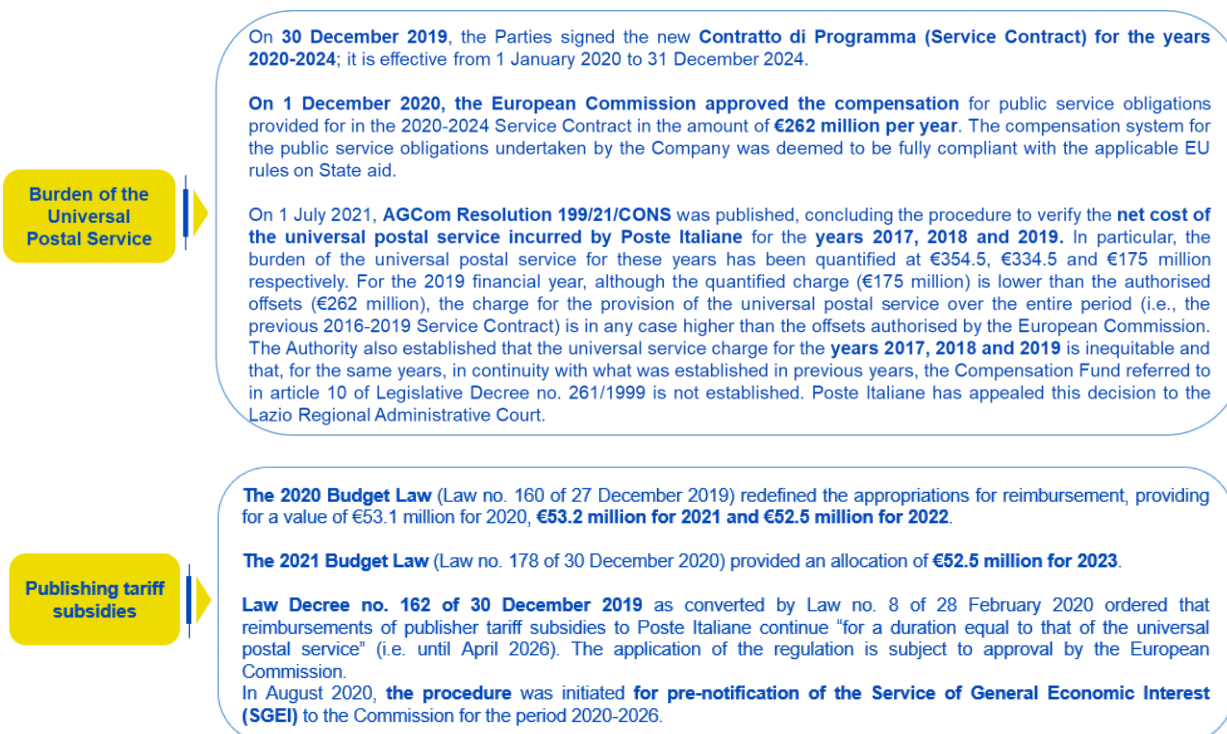 On 30 December 2019, the Parties signed the new Contratto di Programma (Service Contract) for the years
2020-2024; it is effective from 1 January 2020 to 31 December 2024.
On 1 December 2020, the European Commission approved the compensation for public service obligations
provided for in the 2020-2024 Service Contract in the amount of €262 million per year. The compensation system for
the public service obligations undertaken by the Company was deemed to be fully compliant with the applicable EU
rules on State aid.
Burden of the
Universal
Postal Service
On 1 July 2021, AGCom Resolution 199/21/CONS was published, concluding the procedure to verify the net cost of
the universal postal service incurred by Poste Italiane for the years 2017, 2018 and 2019. In particular, the
burden of the universal postal service for these years has been quantified at €354.5, €334.5 and €175 million
respectively. For the 2019 financial year, although the quantified charge (€175 million) is lower than the authorised
offsets (€262 million), the charge for the provision of the universal postal service over the entire period (i.e., the
previous 2016-2019 Service Contract) is in any case higher than the offsets authorised by the European Commission.
The Authority also established that the universal service charge for the years 2017, 2018 and 2019 is inequitable and
that, for the same years, in continuity with what was established in previous years, the Compensation Fund referred to
in article 10 of Legislative Decree no. 261/1999 is not established. Poste Italiane has appealed this decision to the
Lazio Regional Administrative Court.
The 2020 Budget Law (Law no. 160 of 27 December 2019) redefined the appropriations for reimbursement, providing
for a value of €53.1 million for 2020, €53.2 million for 2021 and €52.5 million for 2022.
The 2021 Budget Law (Law no. 178 of 30 December 2020) provided an allocation of €52.5 million for 2023.
Publishing tariff
subsidies
Law Decree no. 162 of 30 December 2019 as converted by Law no. 8 of 28 February 2020 ordered that
reimbursements of publisher tariff subsidies to Poste Italiane continue “for a duration equal to that of the universal
postal service” (i.e. until April 2026). The application of the regulation is subject to approval by the European
Commission.
In August 2020, the procedure was initiated for pre-notification of the Service of General Economic Interest
(SGEI) to the Commission for the period 2020-2026.